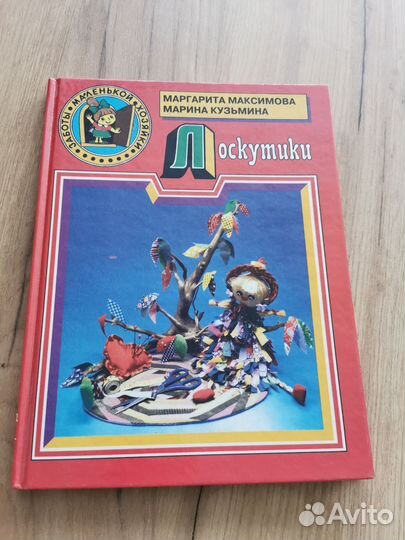 ЗАБОТЫ МАЛЕНЬКОЙ ХОЗЯЙКИ
МАРГАРИТА МАКСИМОВА
МАРИНА КУЗЬМИНА
Лоскутики
Avito